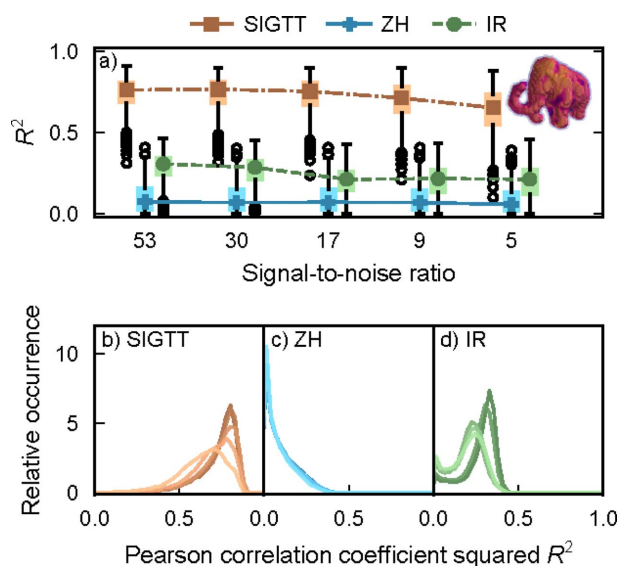 SIGTT ZH IR
a)
1.0
0.5
0.0
R²
53 30 17 9 5
Signal-to-noise ratio
b) SIGTT c) ZH d) IR
10
5
0
Relative occurrence
0.0 0.5 0.0 0.5 0.0 0.5 1.0
Pearson correlation coefficient squared R²